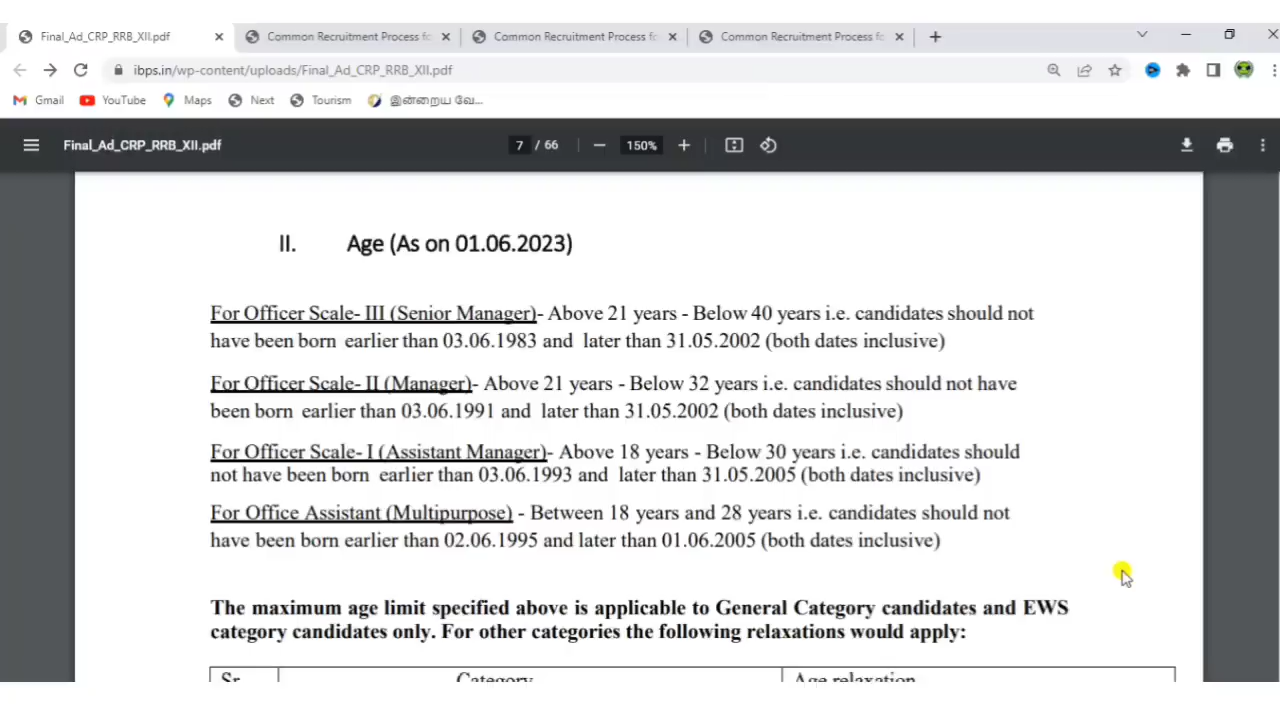 Final_Ad_CRP_RRB_XII.pdf
Common Recruitment Process fo
Common Recruitment Process fo
Common Recruitment Process for
ibps.in/wp-content/uploads/Final_Ad_CRP_RRB_XII.pdf
Gmail YouTube Maps Next Tourism இன்றைய வே...
Final_Ad_CRP_RRB_XII.pdf 7 / 66 150%
II. Age (As on 01.06.2023)
For Officer Scale- III (Senior Manager)- Above 21 years - Below 40 years i.e. candidates should not
have been born earlier than 03.06.1983 and later than 31.05.2002 (both dates inclusive)
For Officer Scale- II (Manager)- Above 21 years - Below 32 years i.e. candidates should not have
been born earlier than 03.06.1991 and later than 31.05.2002 (both dates inclusive)
For Officer Scale- I (Assistant Manager)- Above 18 years - Below 30 years i.e. candidates should
not have been born earlier than 03.06.1993 and later than 31.05.2005 (both dates inclusive)
For Office Assistant (Multipurpose) - Between 18 years and 28 years i.e. candidates should not
have been born earlier than 02.06.1995 and later than 01.06.2005 (both dates inclusive)
The maximum age limit specified above is applicable to General Category candidates and EWS
category candidates only. For other categories the following relaxations would apply:
Sr Category Age relaxation